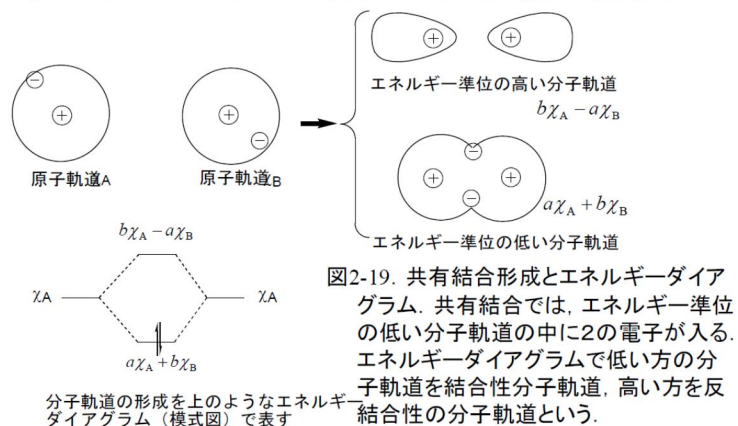 エネルギー準位の高い分子軌道
bχA − aχB
原子軌道χA
原子軌道χB
aχA + bχB
エネルギー準位の低い分子軌道
bχA − aχB
χA
χA
aχA + bχB
分子軌道の形成を上のようなエネルギー
ダイアグラム（模式図）で表す
図2-19. 共有結合形成とエネルギーダイア
グラム. 共有結合では, エネルギー準位
の低い分子軌道の中に2の電子が入る.
エネルギーダイアグラムで低い方の分
子軌道を結合性分子軌道, 高い方を反
結合性の分子軌道という.